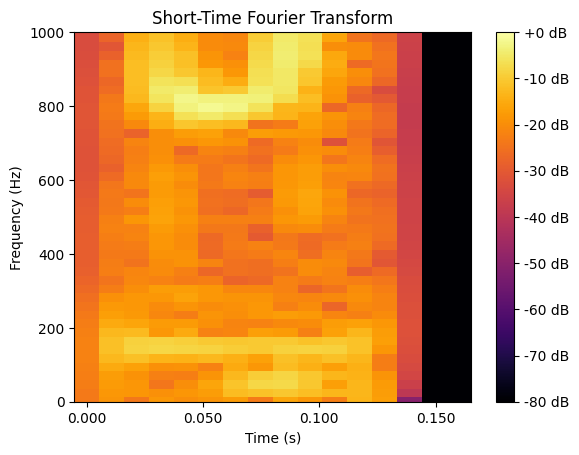 Short-Time Fourier Transform
1000
800
600
400
200
0
Frequency (Hz)
0.000
0.050
0.100
0.150
Time (s)
+0 dB
-10 dB
-20 dB
-30 dB
-40 dB
-50 dB
-60 dB
-70 dB
-80 dB